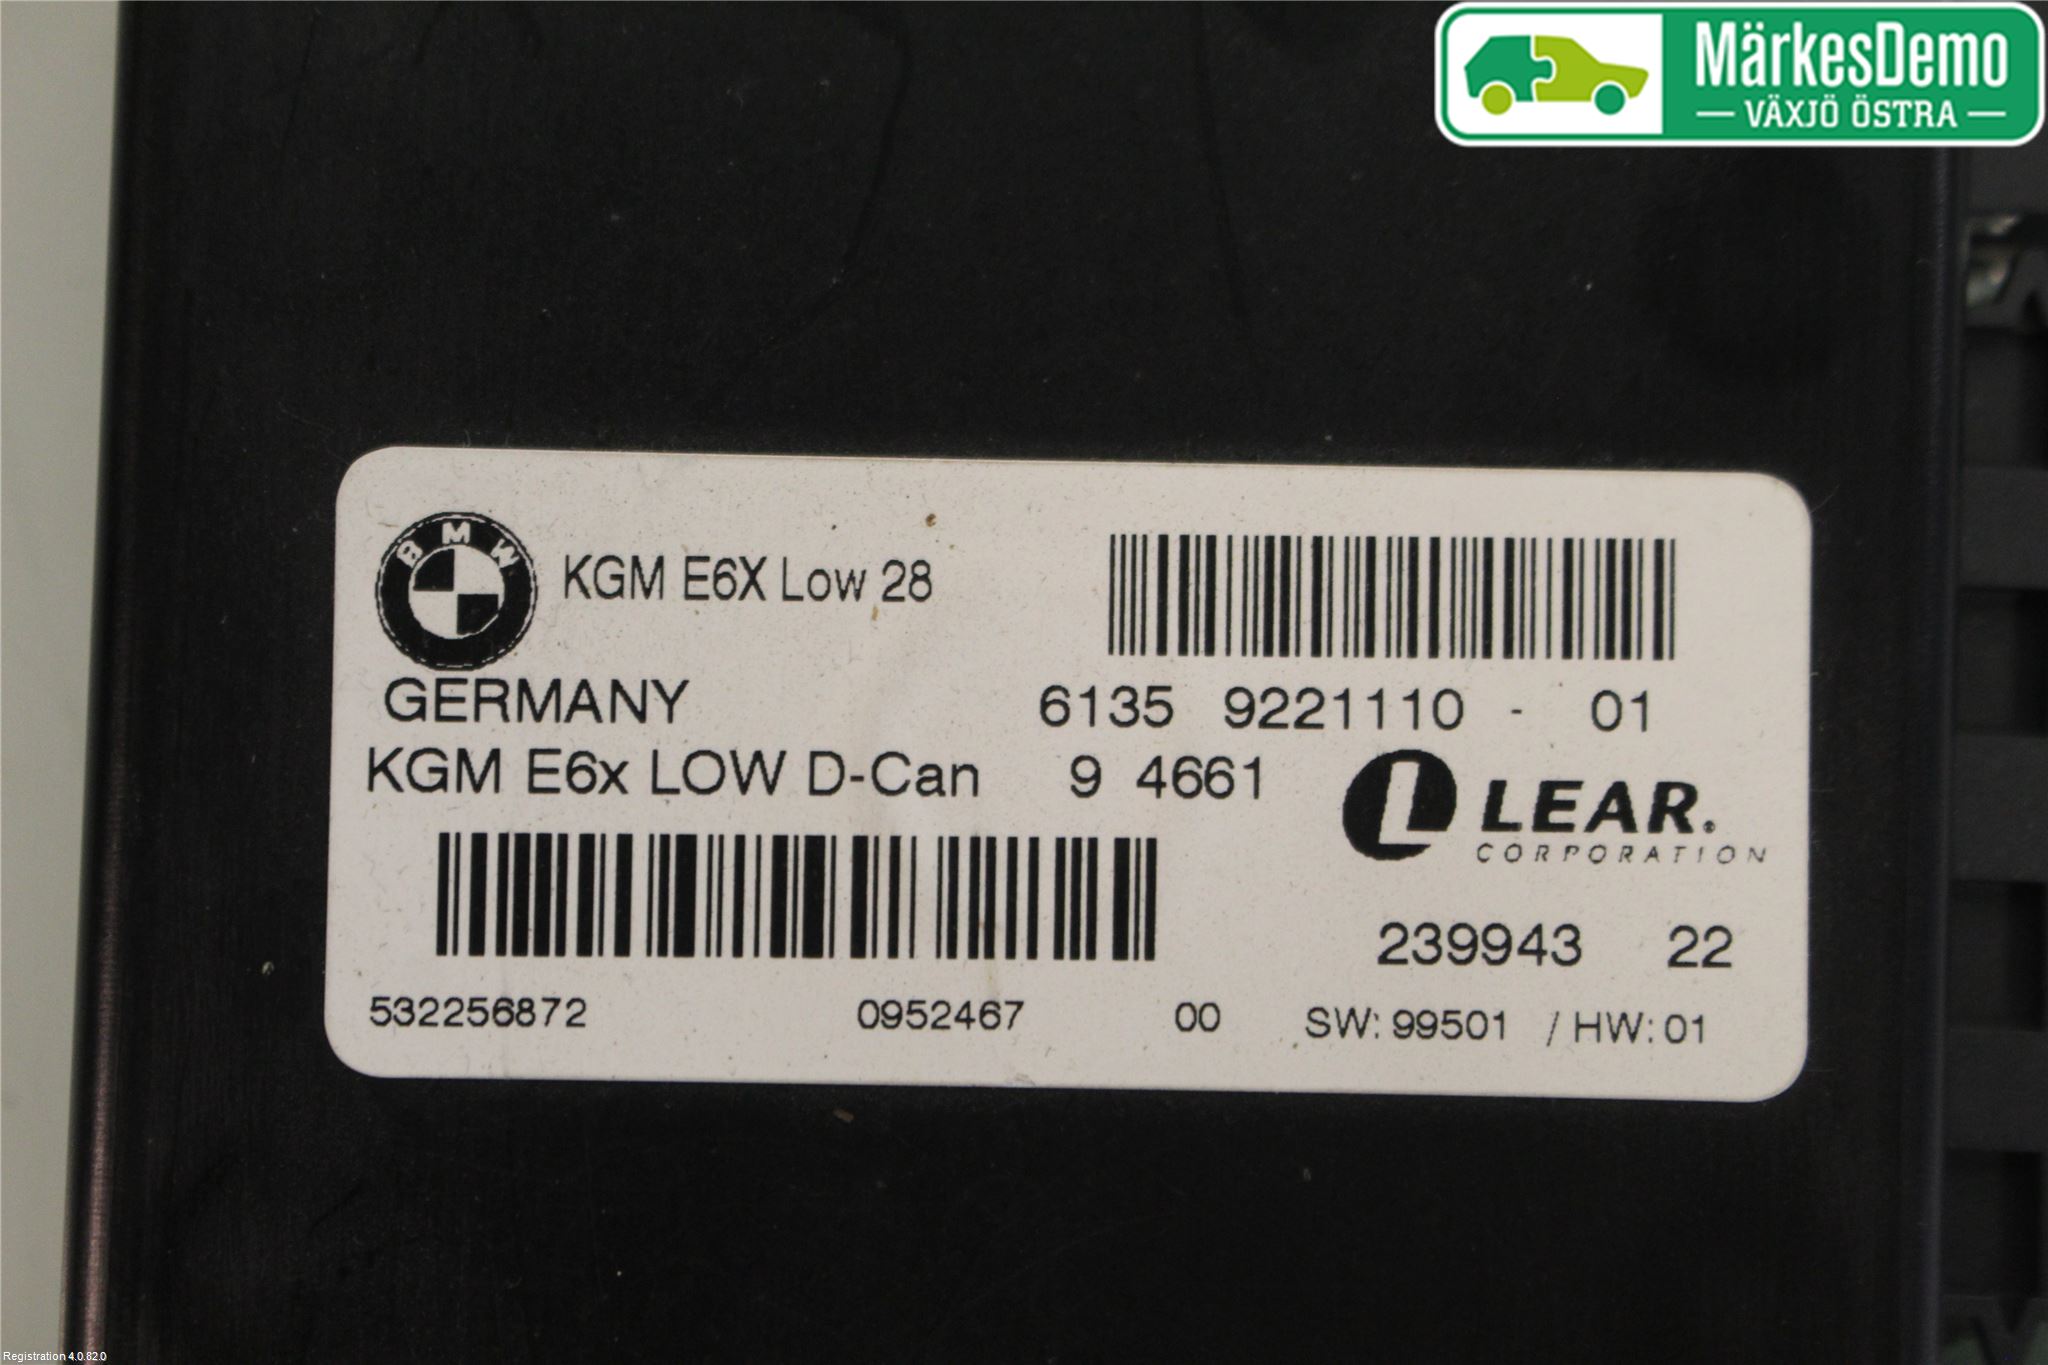 MärkesDemo
— VÄXJÖ ÖSTRA —
BMW
KGM E6X Low 28
GERMANY
6135 9221110 - 01
KGM E6x LOW D-Can 9 4661
LEAR.
CORPORATION
239943 22
532256872 0952467 00 SW: 99501 / HW: 01
Registration 4.0.82.0